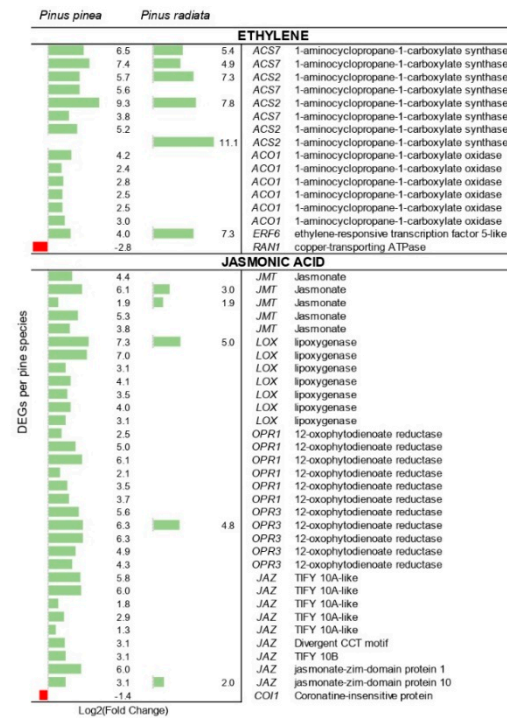 Pinus pinea Pinus radiata
ETHYLENE
6.5 5.4 ACS7 1-aminocyclopropane-1-carboxylate synthase
7.4 4.9 ACS7 1-aminocyclopropane-1-carboxylate synthase
5.7 7.3 ACS2 1-aminocyclopropane-1-carboxylate synthase
5.6 ACS7 1-aminocyclopropane-1-carboxylate synthase
9.3 7.8 ACS2 1-aminocyclopropane-1-carboxylate synthase
3.8 ACS7 1-aminocyclopropane-1-carboxylate synthase
5.2 ACS2 1-aminocyclopropane-1-carboxylate synthase
11.1 ACS2 1-aminocyclopropane-1-carboxylate synthase
4.2 ACO1 1-aminocyclopropane-1-carboxylate oxidase
2.4 ACO1 1-aminocyclopropane-1-carboxylate oxidase
2.8 ACO1 1-aminocyclopropane-1-carboxylate oxidase
2.5 ACO1 1-aminocyclopropane-1-carboxylate oxidase
2.5 ACO1 1-aminocyclopropane-1-carboxylate oxidase
3.0 ACO1 1-aminocyclopropane-1-carboxylate oxidase
4.0 7.3 ERF6 ethylene-responsive transcription factor 5-like
-2.8 RAN1 copper-transporting ATPase
JASMONIC ACID
4.4 JMT Jasmonate
6.1 3.0 JMT Jasmonate
1.9 1.9 JMT Jasmonate
5.3 JMT Jasmonate
3.8 JMT Jasmonate
7.3 5.0 LOX lipoxygenase
7.0 LOX lipoxygenase
3.1 LOX lipoxygenase
4.1 LOX lipoxygenase
3.5 LOX lipoxygenase
4.0 LOX lipoxygenase
3.1 LOX lipoxygenase
2.5 OPR1 12-oxophytodienoate reductase
5.0 OPR1 12-oxophytodienoate reductase
6.1 OPR1 12-oxophytodienoate reductase
2.1 OPR1 12-oxophytodienoate reductase
3.5 OPR1 12-oxophytodienoate reductase
3.7 OPR1 12-oxophytodienoate reductase
5.6 OPR3 12-oxophytodienoate reductase
6.3 4.8 OPR3 12-oxophytodienoate reductase
6.3 OPR3 12-oxophytodienoate reductase
4.9 OPR3 12-oxophytodienoate reductase
4.3 OPR3 12-oxophytodienoate reductase
5.8 JAZ TIFY 10A-like
6.0 JAZ TIFY 10A-like
1.8 JAZ TIFY 10A-like
2.9 JAZ TIFY 10A-like
1.3 JAZ TIFY 10A-like
3.1 JAZ Divergent CCT motif
3.1 JAZ TIFY 10B
6.0 JAZ jasmonate-zim-domain protein 1
3.1 2.0 JAZ jasmonate-zim-domain protein 10
-1.4 COI1 Coronatine-insensitive protein
Log2(Fold Change)
DEGs per pine species